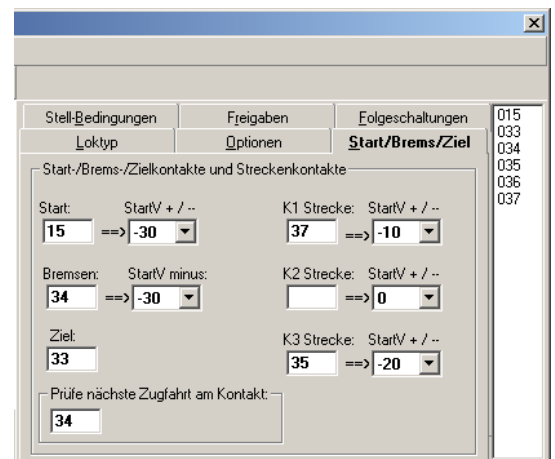 Stell-Bedingungen Freigaben Folgeschaltungen
Loktyp Optionen Start/Brems/Ziel
Start-/Brems-/Zielkontakte und Streckenkontakte
Start: StartV + / -- K1 Strecke: StartV + / --
15 ==> -30 37 ==> -10
Bremsen: StartV minus: K2 Strecke: StartV + / --
34 ==> -30 ==> 0
Ziel: K3 Strecke: StartV + / --
33 35 ==> -20
Prüfe nächste Zugfahrt am Kontakt:
34
015
033
034
035
036
037